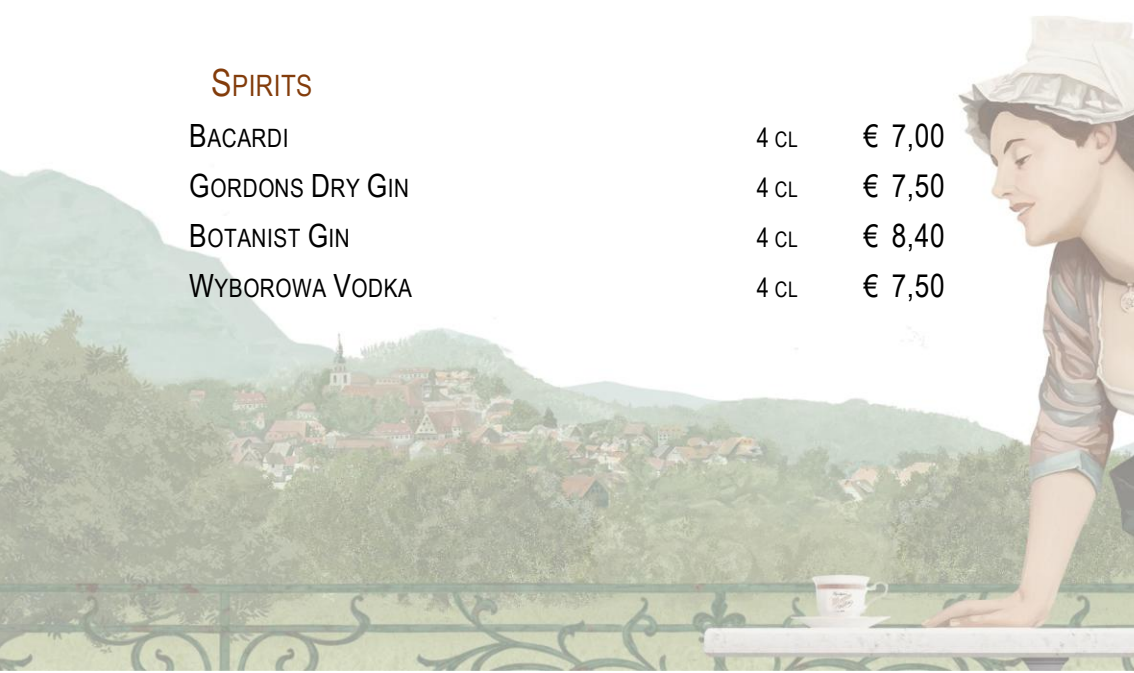 SPIRITS
BACARDI 4 CL € 7,00
GORDONS DRY GIN 4 CL € 7,50
BOTANIST GIN 4 CL € 8,40
WYBOROWA VODKA 4 CL € 7,50